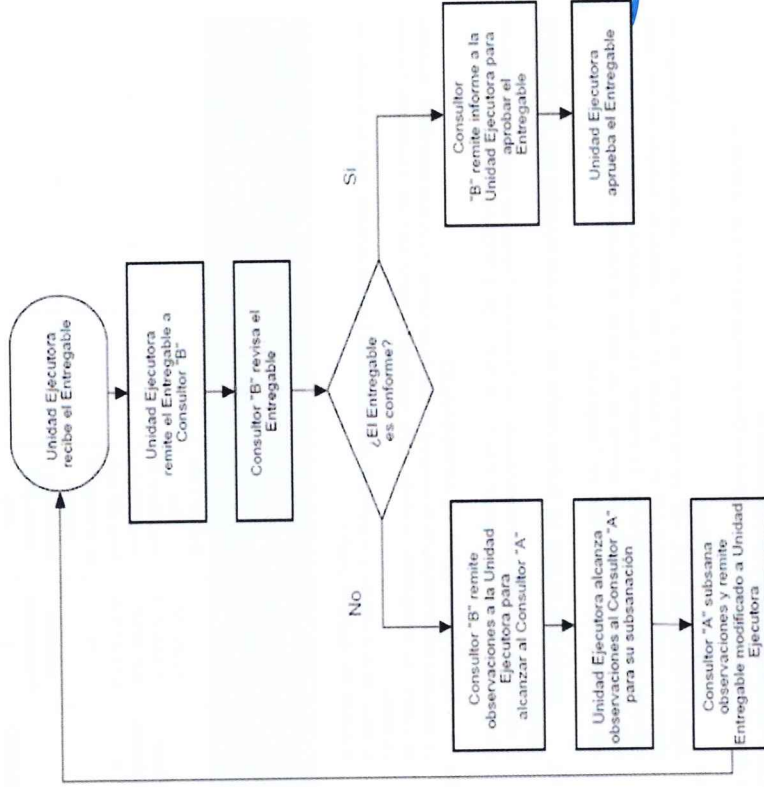 Unidad Ejecutora
recibe el Entregable
Unidad Ejecutora
remite el Entregable a
Consultor "B"
Consultor "B" revisa el
Entregable
¿El Entregable
es conforme?
No
Si
Consultor "B" remite
observaciones a la Unidad
Ejecutora para
alcanzar al Consultor "A"
Unidad Ejecutora alcanza
observaciones al Consultor "A"
para su subsanación
Consultor "A" subsana
observaciones y remite
Entregable modificado a Unidad
Ejecutora
Consultor
"B" remite informe a la
Unidad Ejecutora para
aprobar el
Entregable
Unidad Ejecutora
aprueba el Entregable